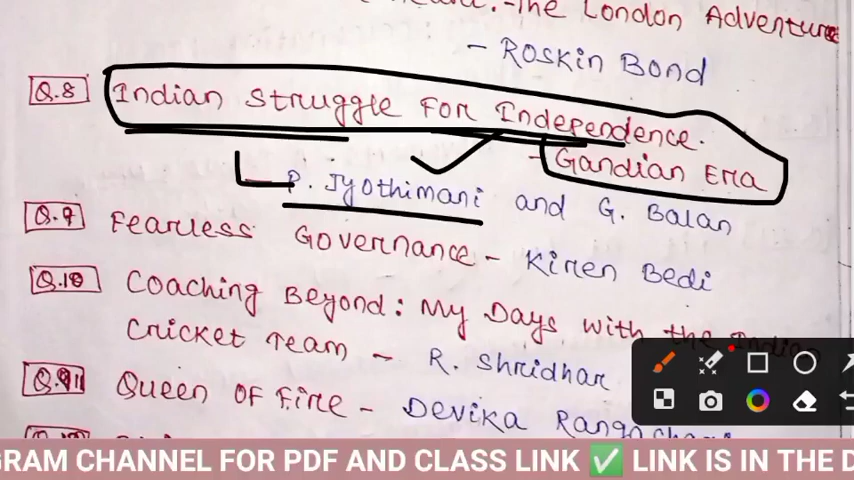 The London Adventure
- Roskin Bond
Q.8 Indian Struggle For Independence.
- Gandian Era
- P. Jyothimani and G. Balan
Q.9 Fearless Governance - Kiren Bedi
Q.10 Coaching Beyond: My Days with the Indian
Cricket Team - R. Shridhar
Q.11 Queen OF Fire - Devika
GRAM CHANNEL FOR PDF AND CLASS LINK ✅ LINK IS IN THE D